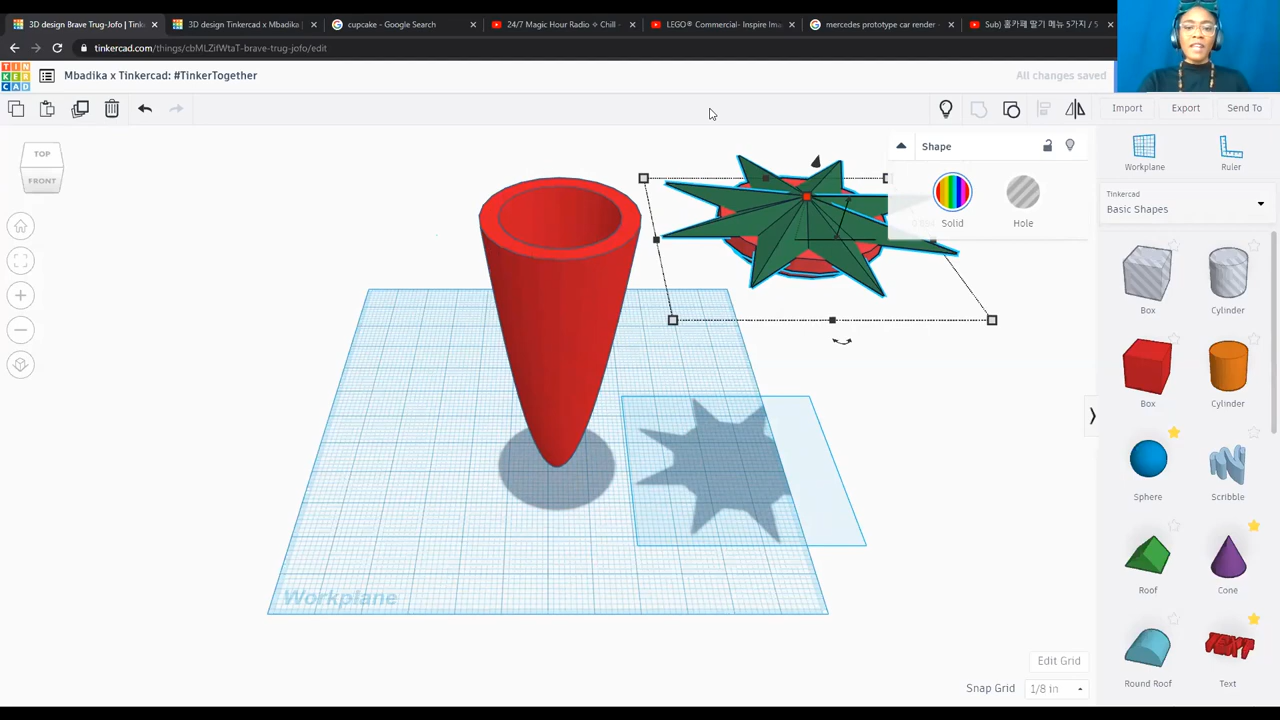 3D design Brave Trug-Jofo | Tink
3D design Tinkercad x Mbadika |
cupcake - Google Search
24/7 Magic Hour Radio ✧ Chill -
LEGO® Commercial- Inspire Ima
mercedes prototype car render -
Sub) 홈카페 딸기 메뉴 5가지 / 5
tinkercad.com/things/cbMLZifWtaT-brave-trug-jofo/edit
TIN
KER
CAD
Mbadika x Tinkercad: #TinkerTogether
All changes saved
Import
Export
Send To
TOP
FRONT
Shape
Solid
Hole
Workplane
Ruler
Tinkercad
Basic Shapes
Box
Cylinder
Box
Cylinder
Sphere
Scribble
Roof
Cone
TEXT
Round Roof
Text
Workplane
Edit Grid
Snap Grid
1/8 in